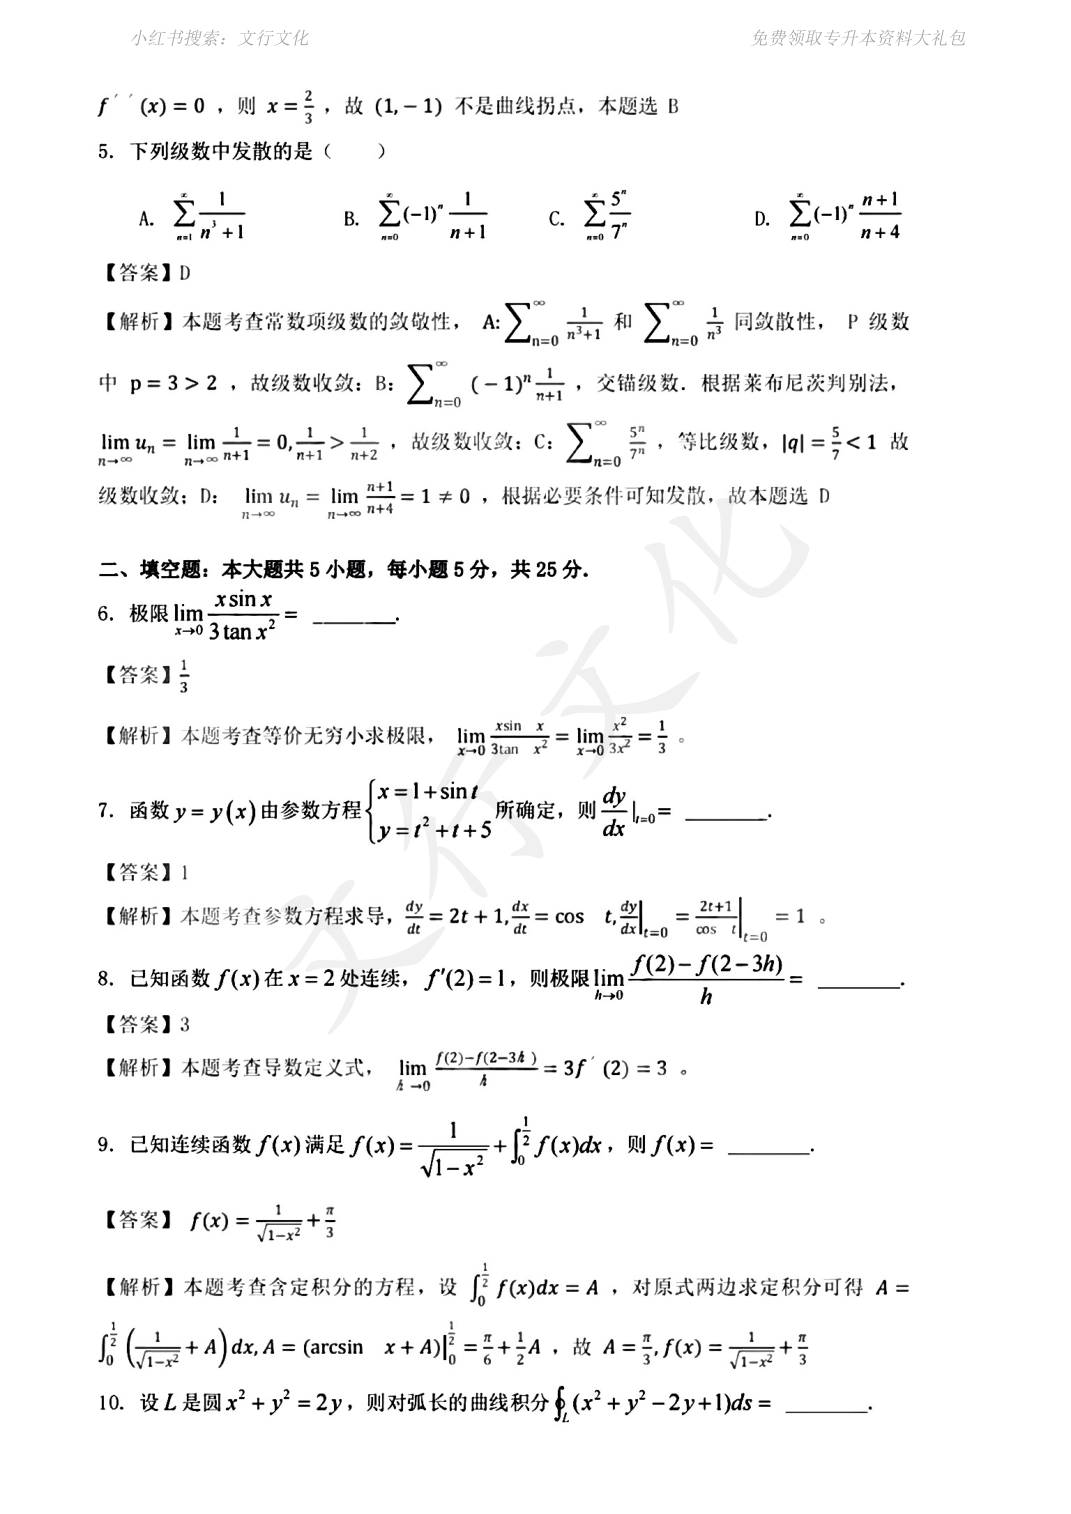 小红书搜索：文行文化 免费领取专升本资料大礼包
f′′(x) = 0 ，则 x = 2/3 ，故 (1, − 1) 不是曲线拐点，本题选 B
5. 下列级数中发散的是（ ）
A. ∑_{n=1}^{∞} 1/(n³+1) B. ∑_{n=0}^{∞} (-1)ⁿ 1/(n+1) C. ∑_{n=0}^{∞} 5ⁿ/7ⁿ D. ∑_{n=0}^{∞} (-1)ⁿ (n+1)/(n+4)
【答案】D
【解析】本题考查常数项级数的敛敬性， A: ∑_{n=0}^{∞} 1/(n³+1) 和 ∑_{n=0}^{∞} 1/n³ 同敛散性， P 级数
中 p = 3 > 2 ，故级数收敛；B：∑_{n=0}^{∞} (−1)ⁿ 1/(n+1) ，交锚级数．根据莱布尼茨判别法，
lim_{n→∞} uₙ = lim_{n→∞} 1/(n+1) = 0, 1/(n+1) > 1/(n+2) ，故级数收敛；C：∑_{n=0}^{∞} 5ⁿ/7ⁿ ，等比级数，|q| = 5/7 < 1 故
级数收敛；D： lim_{n→∞} uₙ = lim_{n→∞} (n+1)/(n+4) = 1 ≠ 0 ，根据必要条件可知发散，故本题选 D
二、填空题：本大题共 5 小题，每小题 5 分，共 25 分.
6. 极限 lim_{x→0} (x sin x)/(3 tan x²) = ________.
【答案】1/3
【解析】本题考查等价无穷小求极限， lim_{x→0} (xsin x)/(3tan x²) = lim_{x→0} x²/(3x²) = 1/3 。
7. 函数 y = y(x) 由参数方程 { x = 1 + sin t, y = t² + t + 5 所确定，则 dy/dx |_{t=0} = ________.
【答案】1
【解析】本题考查参数方程求导，dy/dt = 2t + 1, dx/dt = cos t, dy/dx|_{t=0} = (2t+1)/(cos t)|_{t=0} = 1 。
8. 已知函数 f(x) 在 x = 2 处连续， f′(2) = 1，则极限 lim_{h→0} (f(2) − f(2 − 3h))/h = ________.
【答案】3
【解析】本题考查导数定义式， lim_{h→0} (f(2)−f(2−3h))/h = 3f′(2) = 3 。
9. 已知连续函数 f(x) 满足 f(x) = 1/√(1−x²) + ∫₀^{1/2} f(x)dx，则 f(x) = ________.
【答案】 f(x) = 1/√(1−x²) + π/3
【解析】本题考查含定积分的方程，设 ∫₀^{1/2} f(x)dx = A ，对原式两边求定积分可得 A =
∫₀^{1/2} (1/√(1−x²) + A) dx, A = (arcsin x + A)|₀^{1/2} = π/6 + 1/2 A ，故 A = π/3, f(x) = 1/√(1−x²) + π/3
10. 设 L 是圆 x² + y² = 2y，则对弧长的曲线积分 ∮_L (x² + y² − 2y + 1)ds = ________.
文行文化